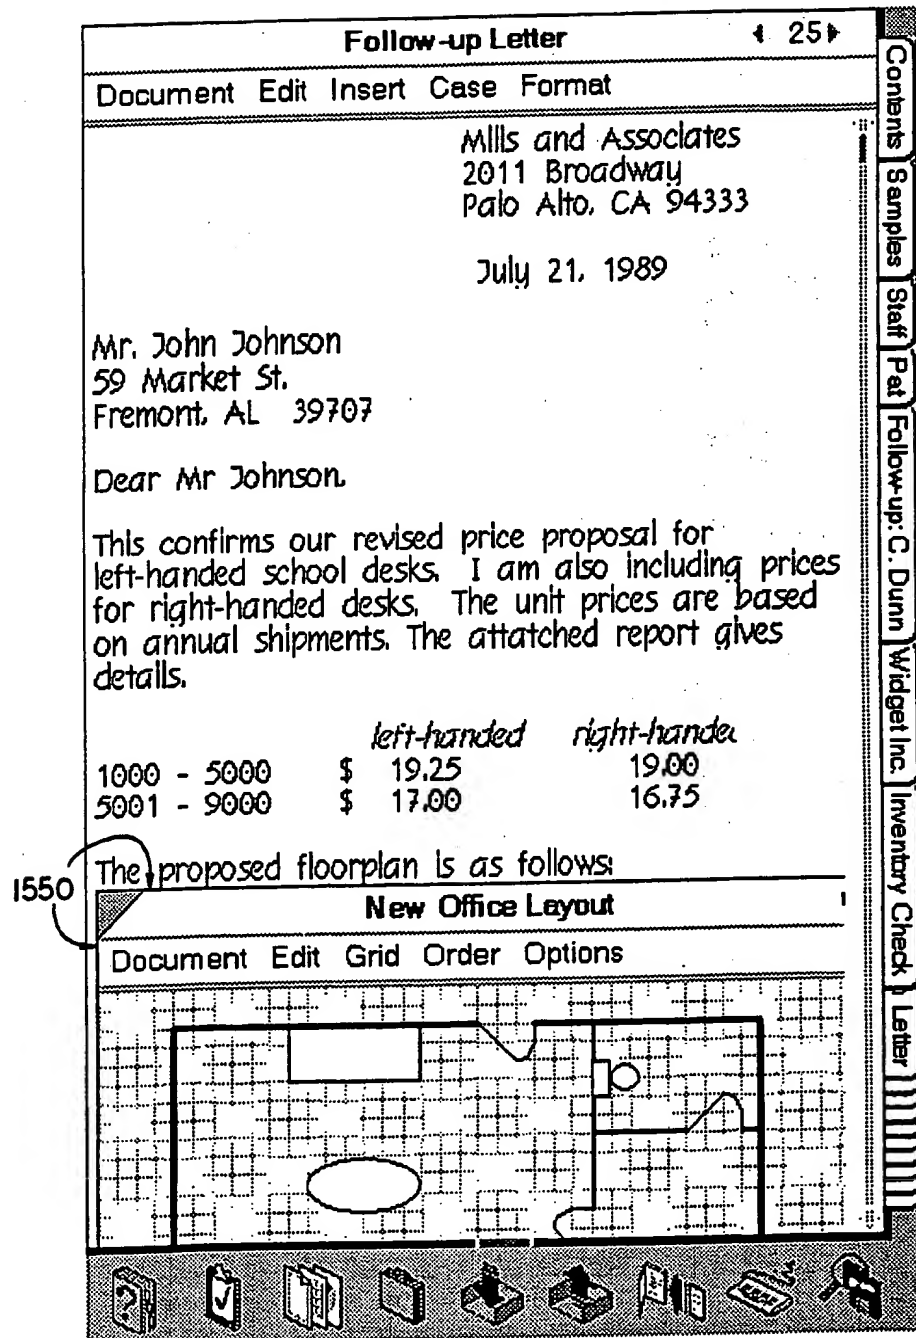 Follow-up Letter 25
Document Edit Insert Case Format
Mills and Associates
2011 Broadway
Palo Alto, CA 94333
July 21, 1989
Mr. John Johnson
59 Market St.
Fremont, AL 39707
Dear Mr Johnson,
This confirms our revised price proposal for
left-handed school desks. I am also including prices
for right-handed desks. The unit prices are based
on annual shipments. The attatched report gives
details.
left-handed right-hande
1000 - 5000 $ 19.25 19.00
5001 - 9000 $ 17.00 16.75
The proposed floorplan is as follows:
1550
New Office Layout
Document Edit Grid Order Options
Contents
Samples
Staff
Pat
Follow-up: C. Dunn
Widget Inc.
Inventory Check
Letter
?